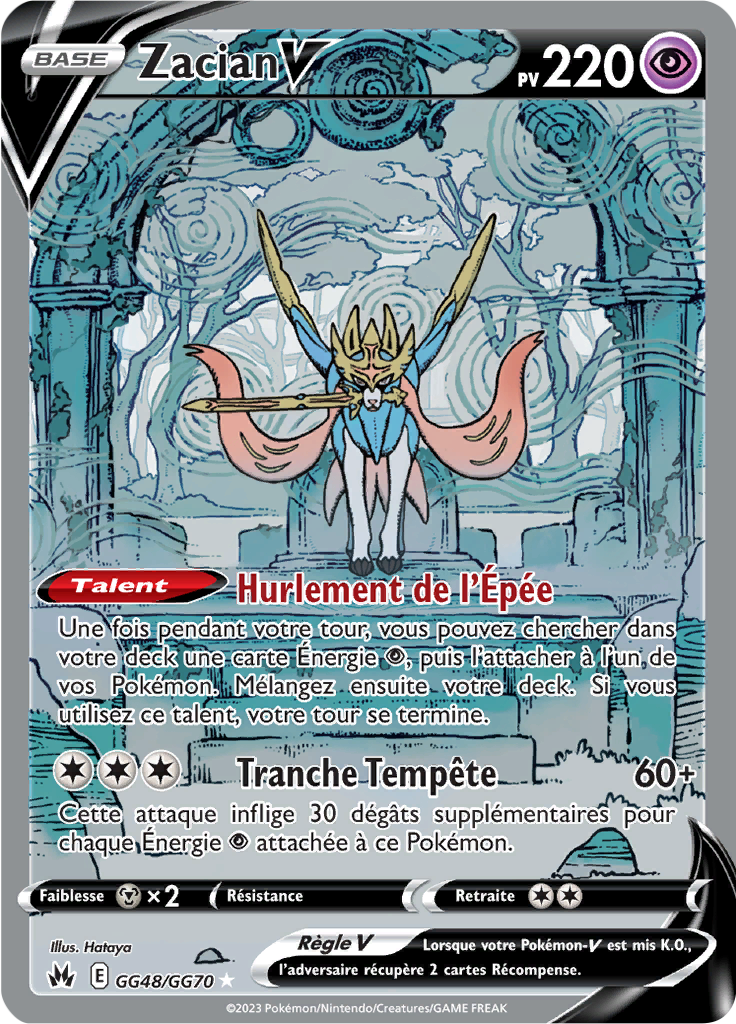 BASE
Zacian V
PV 220
Talent
Hurlement de l'Épée
Une fois pendant votre tour, vous pouvez chercher dans
votre deck une carte Énergie , puis l'attacher à l'un de
vos Pokémon. Mélangez ensuite votre deck. Si vous
utilisez ce talent, votre tour se termine.
Tranche Tempête 60+
Cette attaque inflige 30 dégâts supplémentaires pour
chaque Énergie attachée à ce Pokémon.
Faiblesse ×2 Résistance Retraite
Illus. Hataya
Règle V
Lorsque votre Pokémon-V est mis K.O.,
l'adversaire récupère 2 cartes Récompense.
E GG48/GG70
©2023 Pokémon/Nintendo/Creatures/GAME FREAK